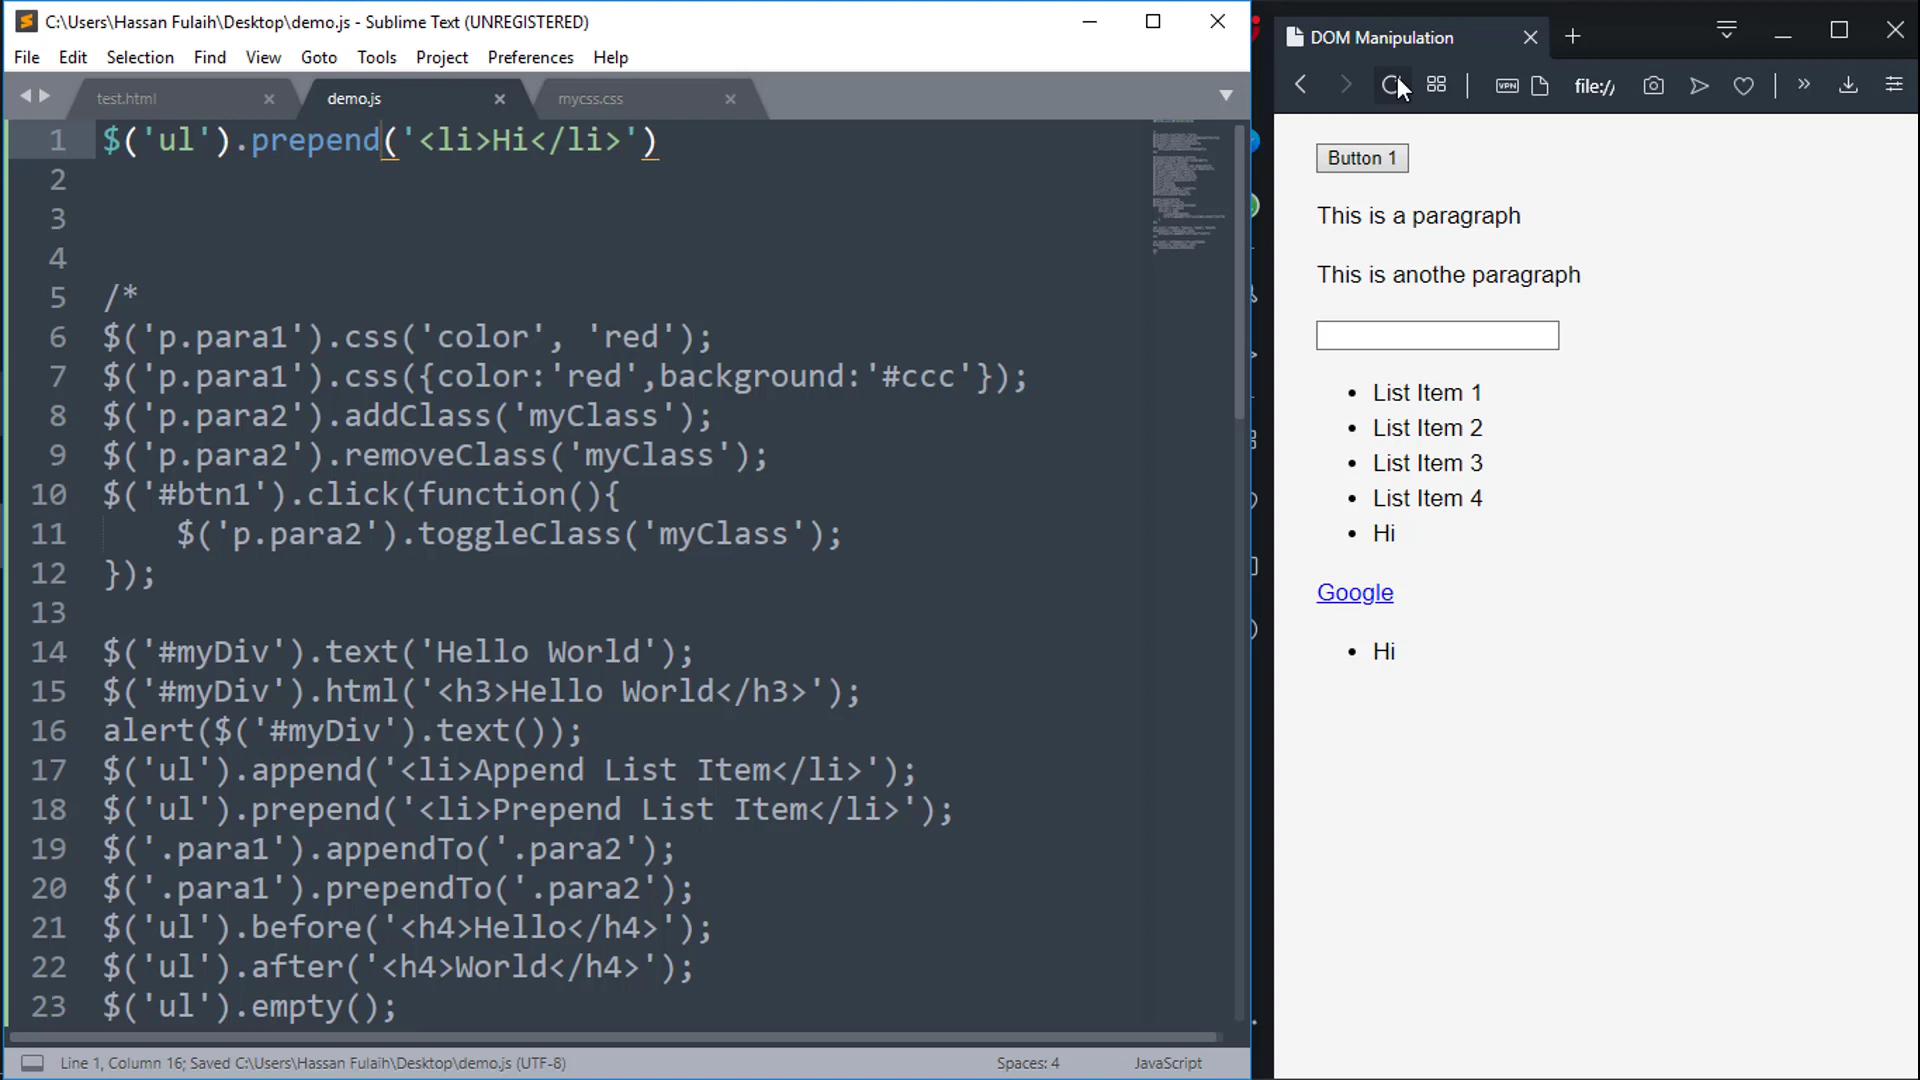 C:\Users\Hassan Fulaih\Desktop\demo.js - Sublime Text (UNREGISTERED)
File Edit Selection Find View Goto Tools Project Preferences Help
test.html demo.js mycss.css
1 $('ul').prepend('<li>Hi</li>')
2
3
4
5 /*
6 $('p.para1').css('color', 'red');
7 $('p.para1').css({color:'red',background:'#ccc'});
8 $('p.para2').addClass('myClass');
9 $('p.para2').removeClass('myClass');
10 $('#btn1').click(function(){
11 $('p.para2').toggleClass('myClass');
12 });
13
14 $('#myDiv').text('Hello World');
15 $('#myDiv').html('<h3>Hello World</h3>');
16 alert($('#myDiv').text());
17 $('ul').append('<li>Append List Item</li>');
18 $('ul').prepend('<li>Prepend List Item</li>');
19 $('.para1').appendTo('.para2');
20 $('.para1').prependTo('.para2');
21 $('ul').before('<h4>Hello</h4>');
22 $('ul').after('<h4>World</h4>');
23 $('ul').empty();
Line 1, Column 16; Saved C:\Users\Hassan Fulaih\Desktop\demo.js (UTF-8) Spaces: 4 JavaScript
DOM Manipulation
VPN file://
Button 1
This is a paragraph
This is anothe paragraph
• List Item 1
• List Item 2
• List Item 3
• List Item 4
• Hi
Google
• Hi